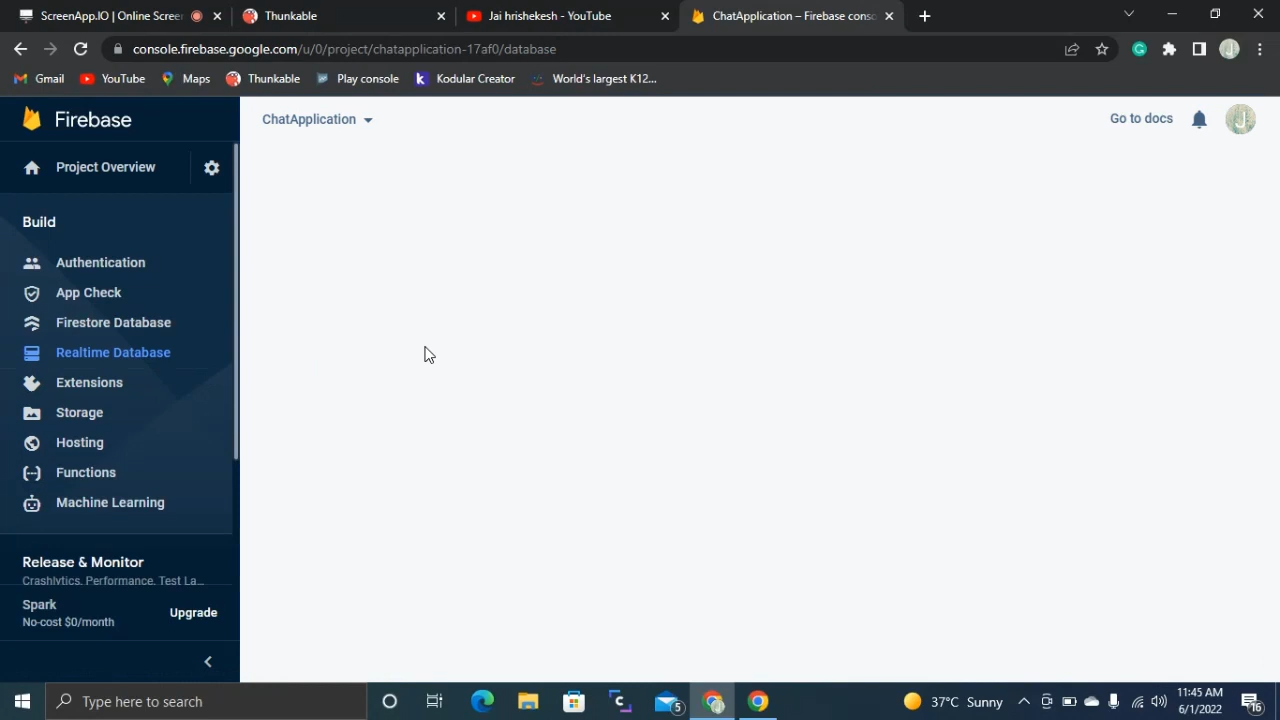 ScreenApp.IO | Online Screen
Thunkable
Jai hrishekesh - YouTube
ChatApplication – Firebase conso
console.firebase.google.com/u/0/project/chatapplication-17af0/database
Gmail
YouTube
Maps
Thunkable
Play console
Kodular Creator
World's largest K12...
Firebase
ChatApplication
Go to docs
Project Overview
Build
Authentication
App Check
Firestore Database
Realtime Database
Extensions
Storage
Hosting
Functions
Machine Learning
Release & Monitor
Crashlytics, Performance, Test La...
Spark
No-cost $0/month
Upgrade
Type here to search
5
37°C Sunny
11:45 AM
6/1/2022
16